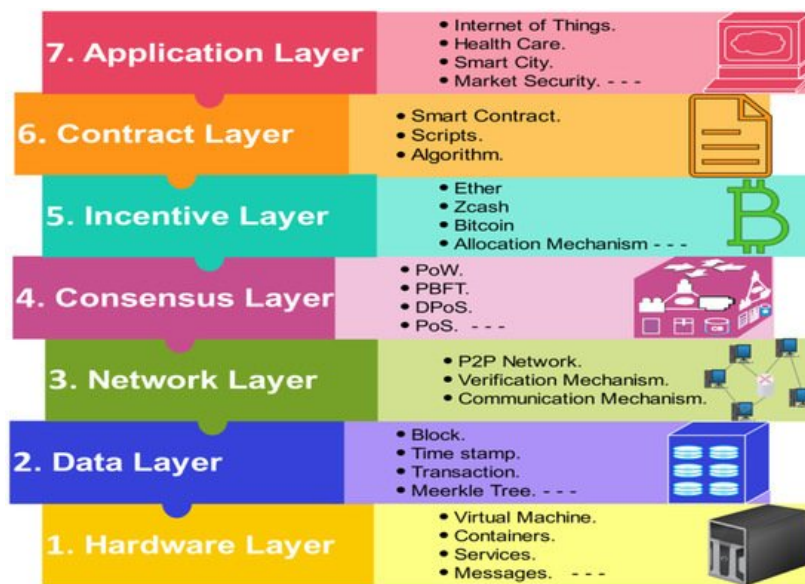 7. Application Layer
• Internet of Things.
• Health Care.
• Smart City.
• Market Security. - - -
6. Contract Layer
• Smart Contract.
• Scripts.
• Algorithm.
5. Incentive Layer
• Ether
• Zcash
• Bitcoin
• Allocation Mechanism - - -
4. Consensus Layer
• PoW.
• PBFT.
• DPoS.
• PoS. - - -
3. Network Layer
• P2P Network.
• Verification Mechanism.
• Communication Mechanism.
2. Data Layer
• Block.
• Time stamp.
• Transaction.
• Meerkle Tree. - - -
1. Hardware Layer
• Virtual Machine.
• Containers.
• Services.
• Messages. - - -